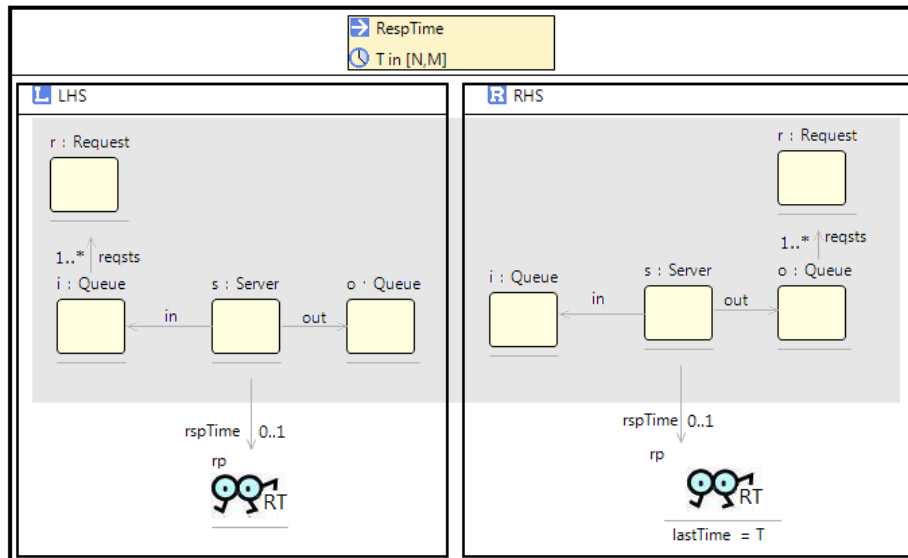 RespTime
T in [N,M]
L LHS
r : Request
1..* reqsts
i : Queue
s : Server
o : Queue
in
out
rspTime 0..1
rp
RT
R RHS
r : Request
1..* reqsts
i : Queue
s : Server
o : Queue
in
out
rspTime 0..1
rp
RT
lastTime = T